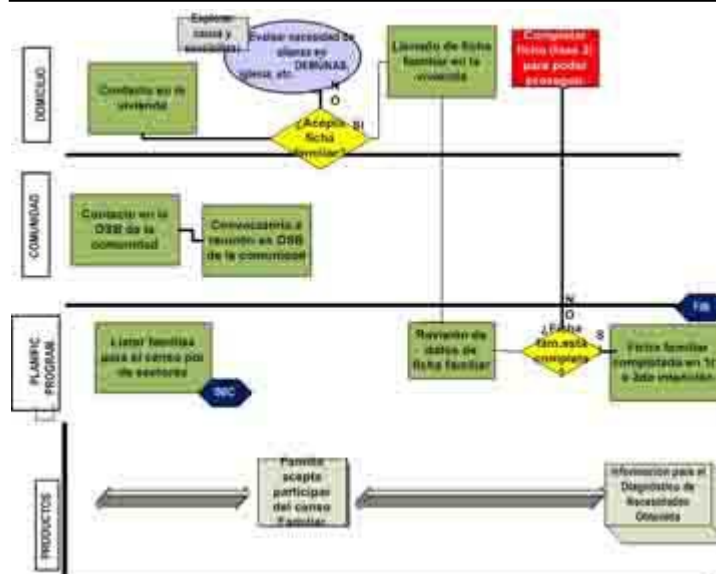 DOMICILIO
Explorar
causa y
Evaluar necesidad de
alianza en
DEMUNAS,
iglesia, etc.
N
O
Contacto en la
vivienda
¿Acepta
ficha
familiar?
SI
Llenado de ficha
familiar en la
vivienda
Completar
ficha (fase 2)
para poder
proseguir
COMUNIDAD
Contacto en la
OSB de la
comunidad
Convocatoria a
reunión en OSB
de la comunidad
PLANIFIC.
PROGRAM.
Listar familias
para el censo por
de sectores
SEC
Revisión de
datos de
ficha familiar
N
O
¿Ficha
fam.está
completa
?
S
I
Fin
Ficha familiar
completada en 1ra
o 2da intención
PRODUCTOS
Familia
acepta
participar
del censo
Familiar
Información para el
Diagnóstico de
Necesidades